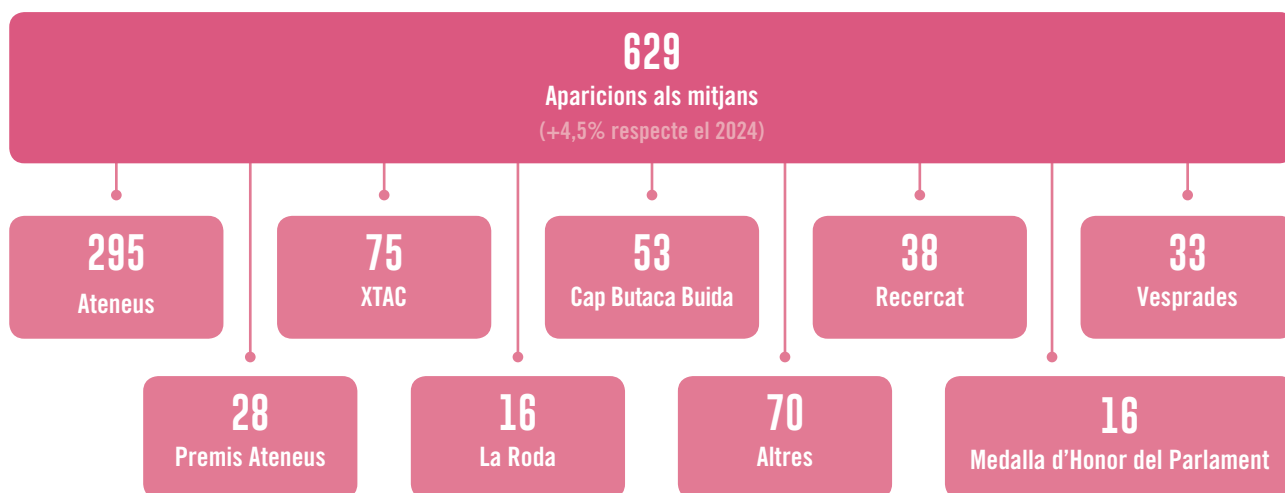 629
Aparicions als mitjans
(+4,5% respecte el 2024)
295
Ateneus
75
XTAC
53
Cap Butaca Buida
38
Recercat
33
Vesprades
28
Premis Ateneus
16
La Roda
70
Altres
16
Medalla d’Honor del Parlament